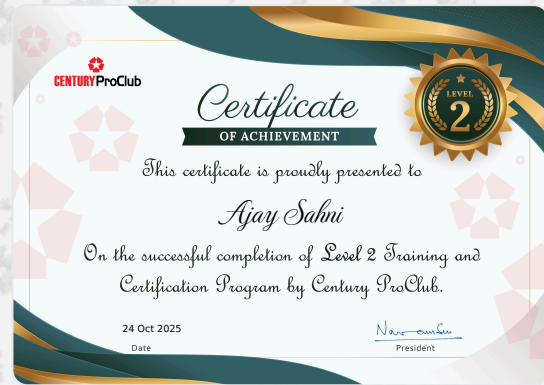 CENTURY ProClub
Certificate
OF ACHIEVEMENT
LEVEL
2
This certificate is proudly presented to
Ajay Sahni
On the successful completion of Level 2 Training and
Certification Program by Century ProClub.
24 Oct 2025
Date
President